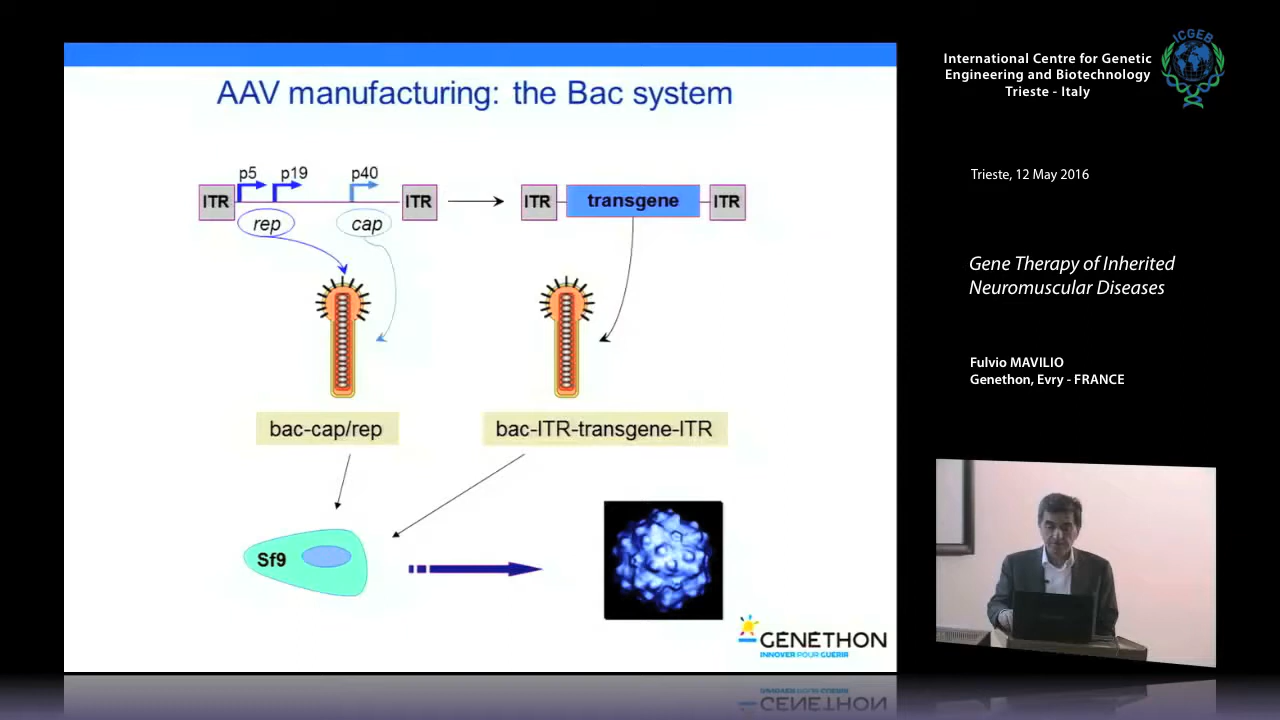 AAV manufacturing: the Bac system
p5
p19
p40
ITR
ITR
rep
cap
ITR
transgene
ITR
bac-cap/rep
bac-ITR-transgene-ITR
Sf9
GENETHON
INNOVER POUR GUÉRIR
International Centre for Genetic
Engineering and Biotechnology
Trieste - Italy
ICGEB
Trieste, 12 May 2016
Gene Therapy of Inherited
Neuromuscular Diseases
Fulvio MAVILIO
Genethon, Evry - FRANCE